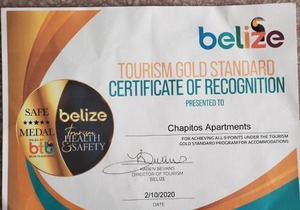 belize
TOURISM GOLD STANDARD
CERTIFICATE OF RECOGNITION
PRESENTED TO
Chapitos Apartments
FOR ACHIEVING ALL 9-POINTS UNDER THE TOURISM
GOLD STANDARD PROGRAM FOR ACCOMMODATIONS
SAFE
MEDAL
btb
belize
Tourism
HEALTH
& SAFETY
BEVANS
DIRECTOR OF TOURISM
BELIZE
2/10/2020
DATE